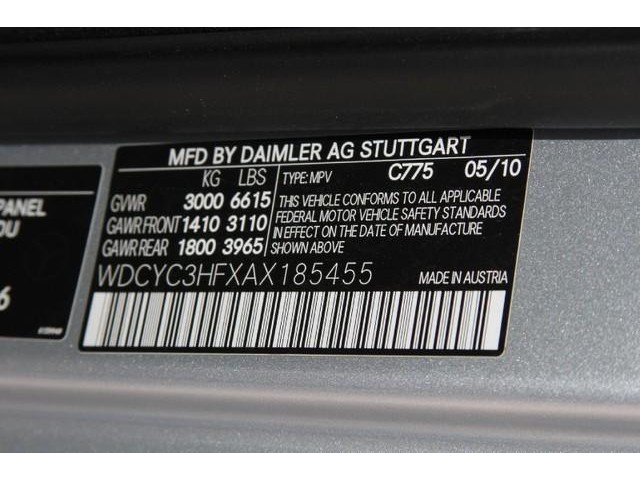 MFD BY DAIMLER AG STUTTGART
KG LBS
GVWR 3000 6615
GAWR FRONT 1410 3110
GAWR REAR 1800 3965
TYPE: MPV C775 05/10
THIS VEHICLE CONFORMS TO ALL APPLICABLE
FEDERAL MOTOR VEHICLE SAFETY STANDARDS
IN EFFECT ON THE DATE OF MANUFACTURE
SHOWN ABOVE
WDCYC3HFXAX185455
MADE IN AUSTRIA
PANEL
OU
6